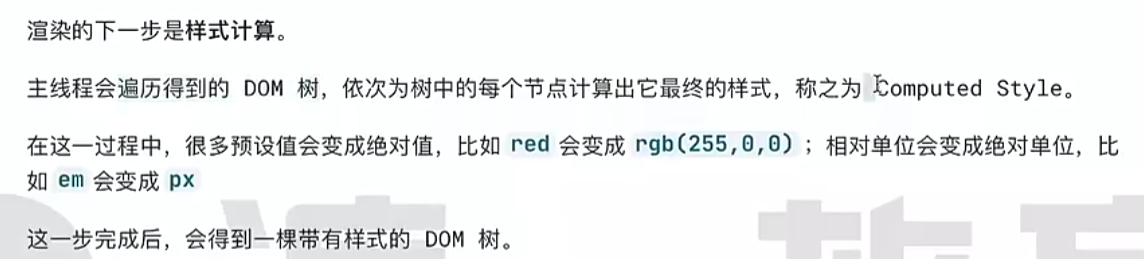 渲染的下一步是样式计算。
主线程会遍历得到的 DOM 树，依次为树中的每个节点计算出它最终的样式，称之为 Computed Style。
在这一过程中，很多预设值会变成绝对值，比如 red 会变成 rgb(255,0,0)；相对单位会变成绝对单位，比
如 em 会变成 px
这一步完成后，会得到一棵带有样式的 DOM 树。